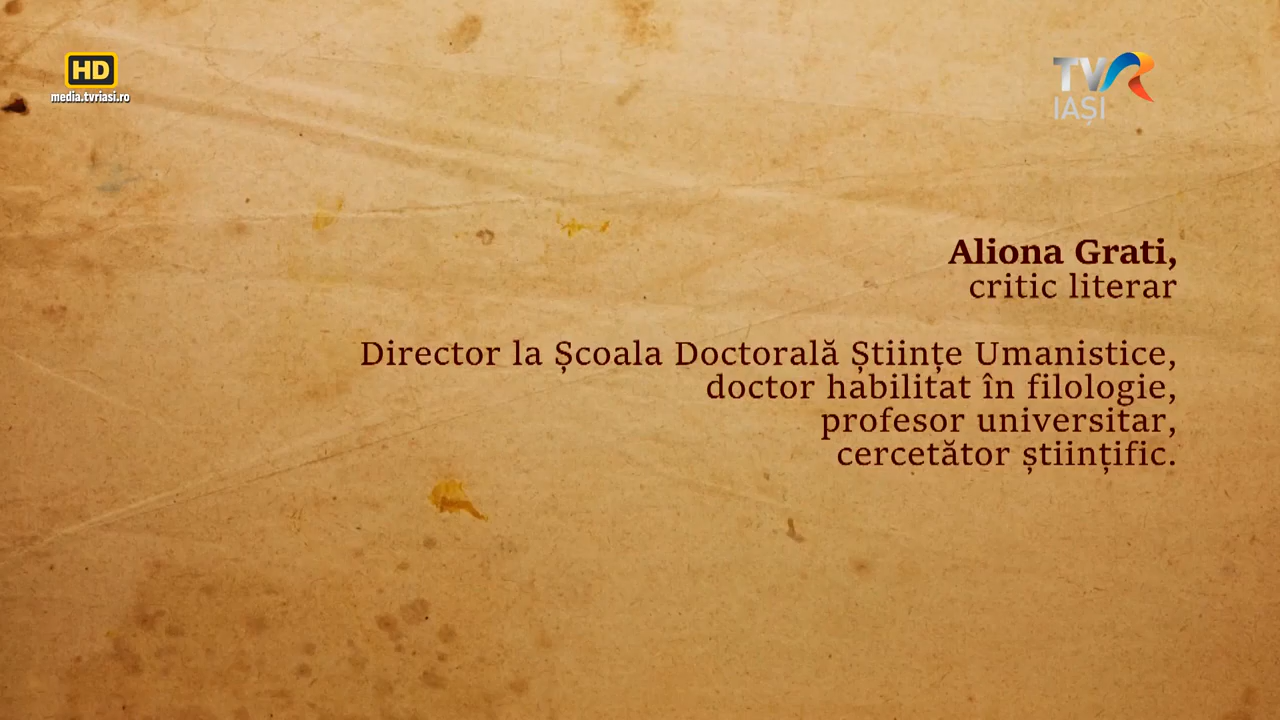 HD
media.tvriasi.ro
TVR
IAȘI
Aliona Grati,
critic literar
Director la Școala Doctorală Științe Umanistice,
doctor habilitat în filologie,
profesor universitar,
cercetător științific.